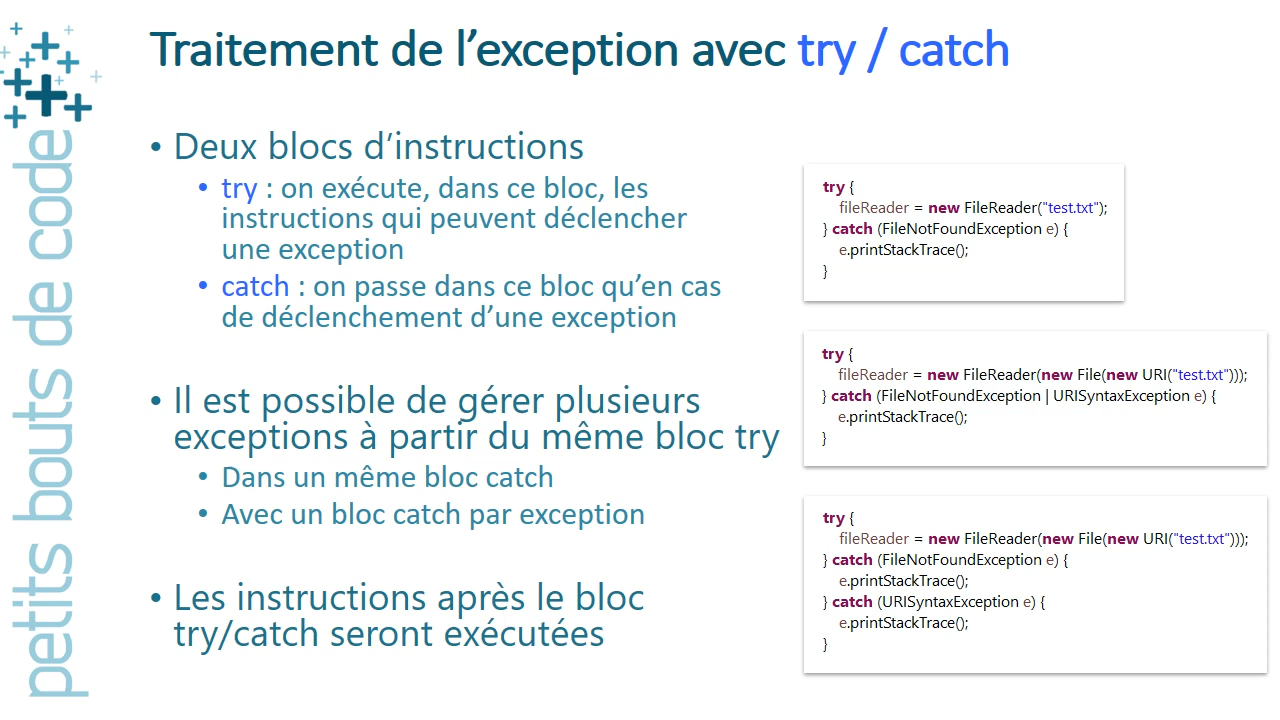 Traitement de l’exception avec try / catch
• Deux blocs d’instructions
• try : on exécute, dans ce bloc, les
instructions qui peuvent déclencher
une exception
• catch : on passe dans ce bloc qu’en cas
de déclenchement d’une exception
• Il est possible de gérer plusieurs
exceptions à partir du même bloc try
• Dans un même bloc catch
• Avec un bloc catch par exception
• Les instructions après le bloc
try/catch seront exécutées
try {
fileReader = new FileReader("test.txt");
} catch (FileNotFoundException e) {
e.printStackTrace();
}
try {
fileReader = new FileReader(new File(new URI("test.txt")));
} catch (FileNotFoundException | URISyntaxException e) {
e.printStackTrace();
}
try {
fileReader = new FileReader(new File(new URI("test.txt")));
} catch (FileNotFoundException e) {
e.printStackTrace();
} catch (URISyntaxException e) {
e.printStackTrace();
}
petits bouts de code